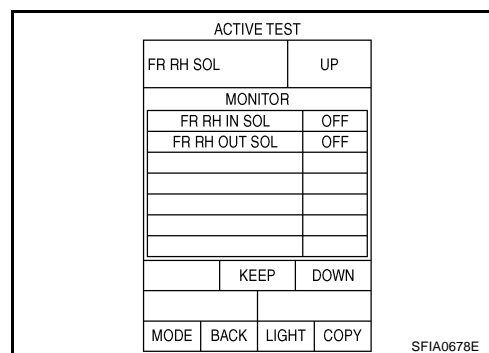 ACTIVE TEST
FR RH SOL UP
MONITOR
FR RH IN SOL OFF
FR RH OUT SOL OFF
KEEP DOWN
MODE BACK LIGHT COPY
SFIA0678E